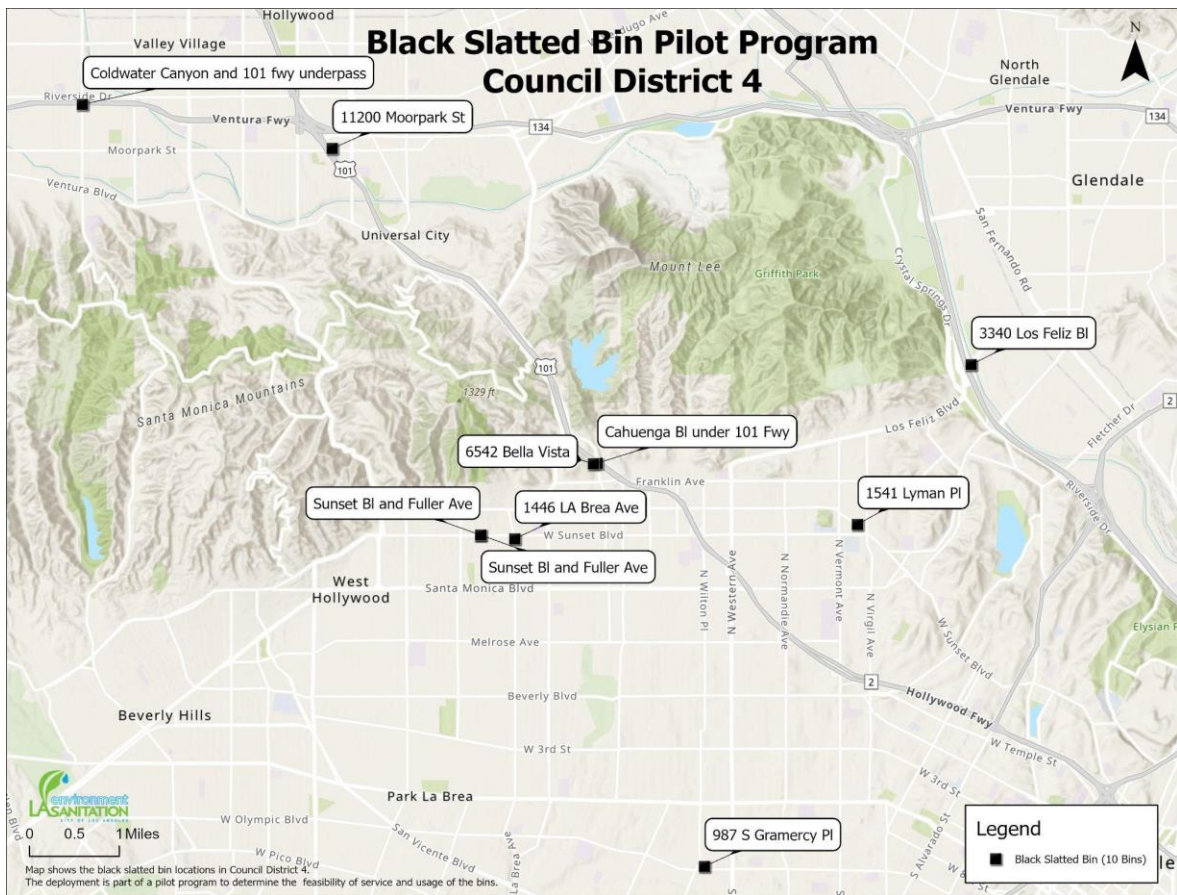 Black Slatted Bin Pilot Program
Council District 4
Hollywood
Valley Village
Coldwater Canyon and 101 fwy underpass
Riverside Dr
Ventura Fwy
11200 Moorpark St
Moorpark St
Ventura Blvd
101
134
N
North
Glendale
Ventura Fwy
134
Glendale
San Fernando Rd
Universal City
Mount Lee
Griffith Park
Crystal Springs Dr
3340 Los Feliz Bl
101
1329 ft
Santa Monica Mountains
Los Feliz Blvd
Fletcher Dr
2
Cahuenga Bl under 101 Fwy
6542 Bella Vista
Franklin Ave
Riverside Dr
Sunset Bl and Fuller Ave
1446 LA Brea Ave
1541 Lyman Pl
W Sunset Blvd
Sunset Bl and Fuller Ave
West
Hollywood
Santa Monica Blvd
N Wilton Pl
N Western Ave
N Normandie Ave
N Vermont Ave
N Virgil Ave
W Sunset Blvd
Elysian P
Melrose Ave
2
Hollywood Fwy
Beverly Blvd
Beverly Hills
W 3rd St
W Temple St
W 3rd St
Park La Brea
W Olympic Blvd
San Vicente Blvd
W Pico Blvd
La Brea Ave
987 S Gramercy Pl
S Alvarado St
environment
LA SANITATION
CITY OF LOS ANGELES
0 0.5 1 Miles
Map shows the black slatted bin locations in Council District 4.
The deployment is part of a pilot program to determine the feasibility of service and usage of the bins.
Legend
Black Slatted Bin (10 Bins)